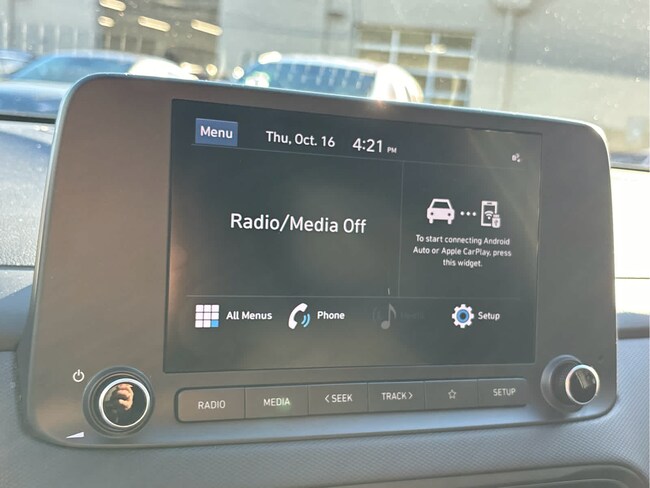 Menu
Thu, Oct. 16 4:21 PM
Radio/Media Off
To start connecting Android
Auto or Apple CarPlay, press
this widget.
All Menus
Phone
Setup
RADIO
MEDIA
< SEEK
TRACK >
SETUP